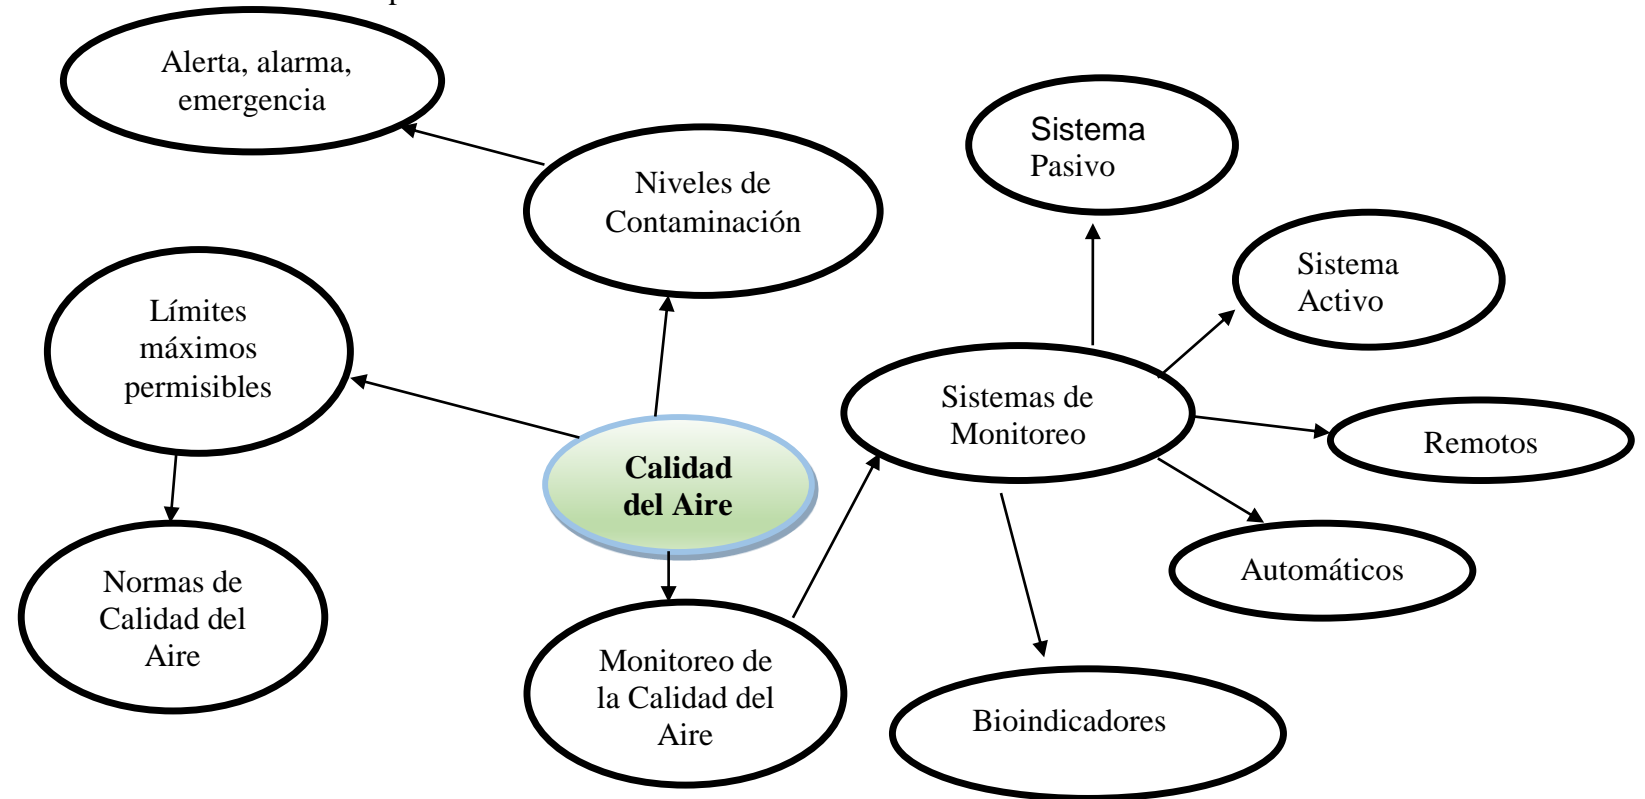 Alerta, alarma,
emergencia
Niveles de
Contaminación
Sistema
Pasivo
Sistema
Activo
Límites
máximos
permisibles
Sistemas de
Monitoreo
Remotos
Calidad
del Aire
Automáticos
Normas de
Calidad del
Aire
Monitoreo de
la Calidad del
Aire
Bioindicadores